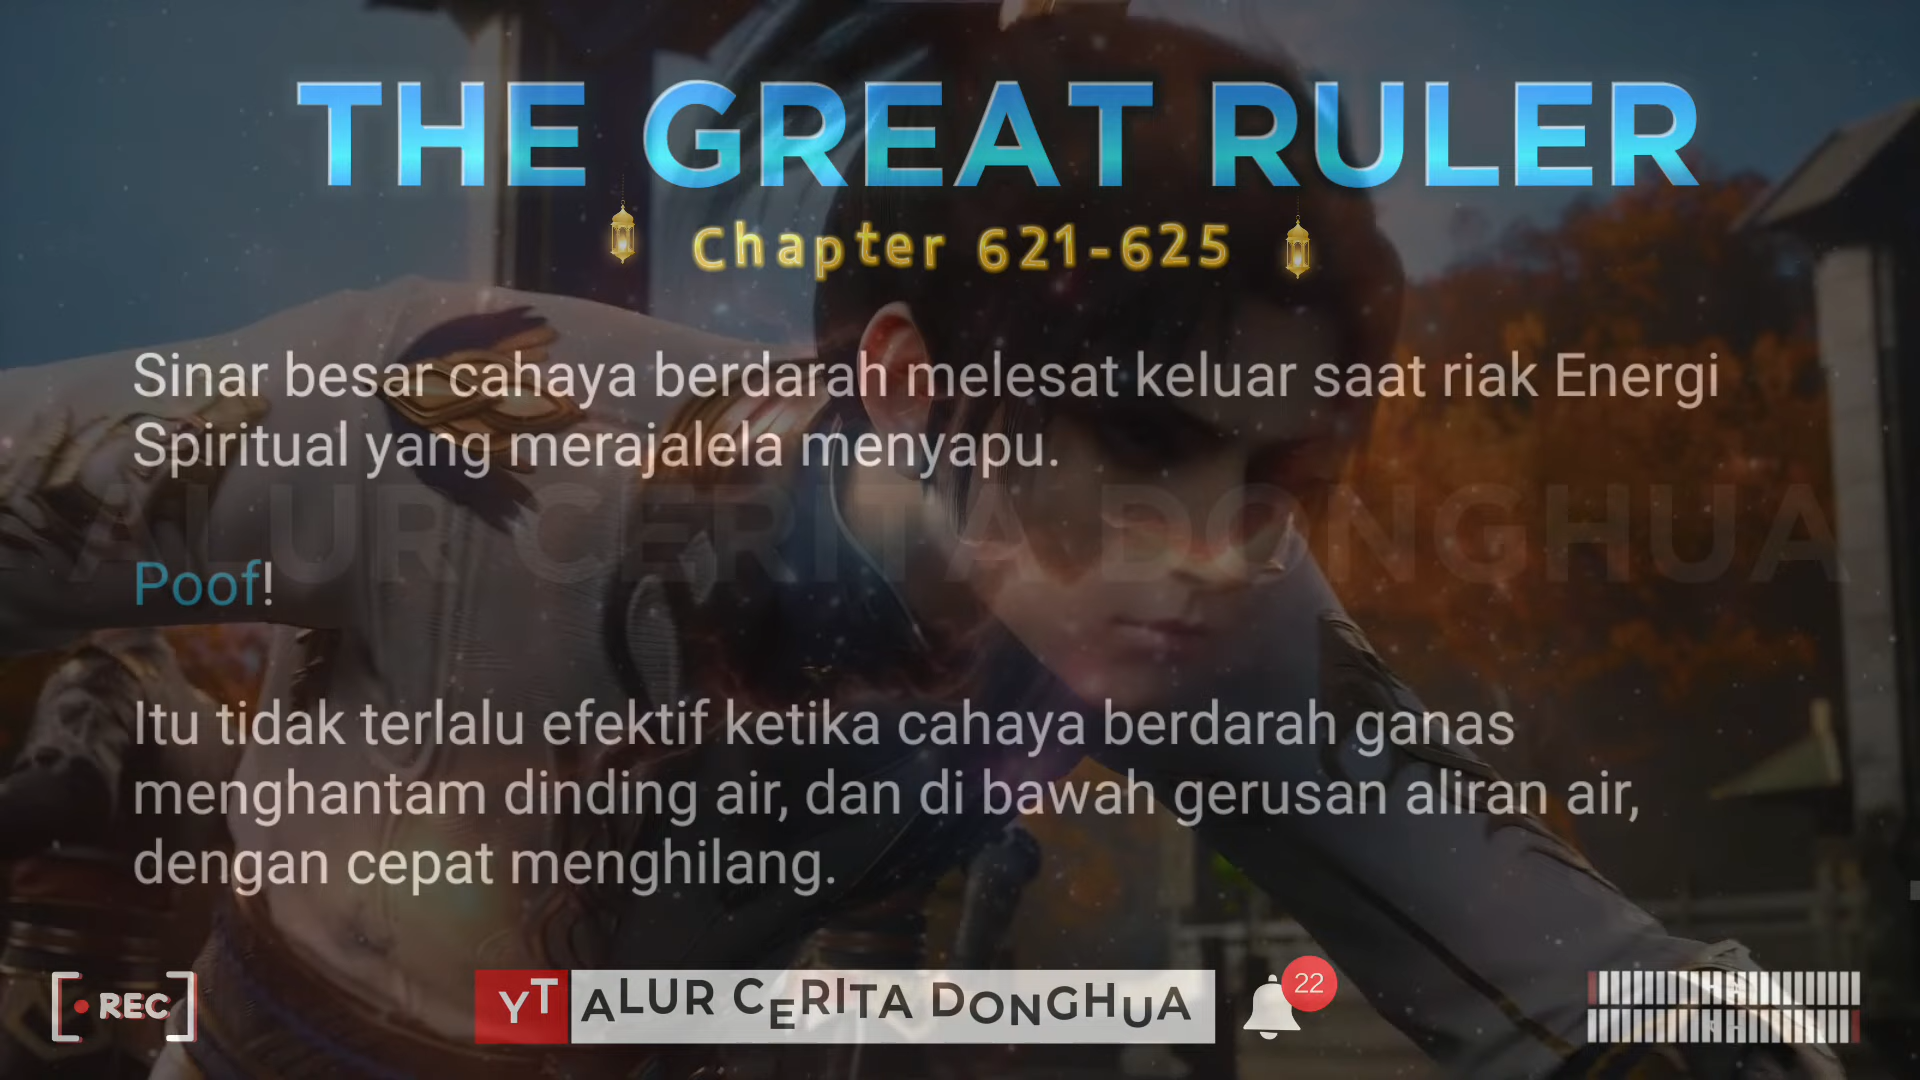 THE GREAT RULER
Chapter 621-625
Sinar besar cahaya berdarah melesat keluar saat riak Energi
Spiritual yang merajalela menyapu.
ALUR CERITA DONGHUA
Poof!
Itu tidak terlalu efektif ketika cahaya berdarah ganas
menghantam dinding air, dan di bawah gerusan aliran air,
dengan cepat menghilang.
REC
YT ALUR CERITA DONGHUA
22